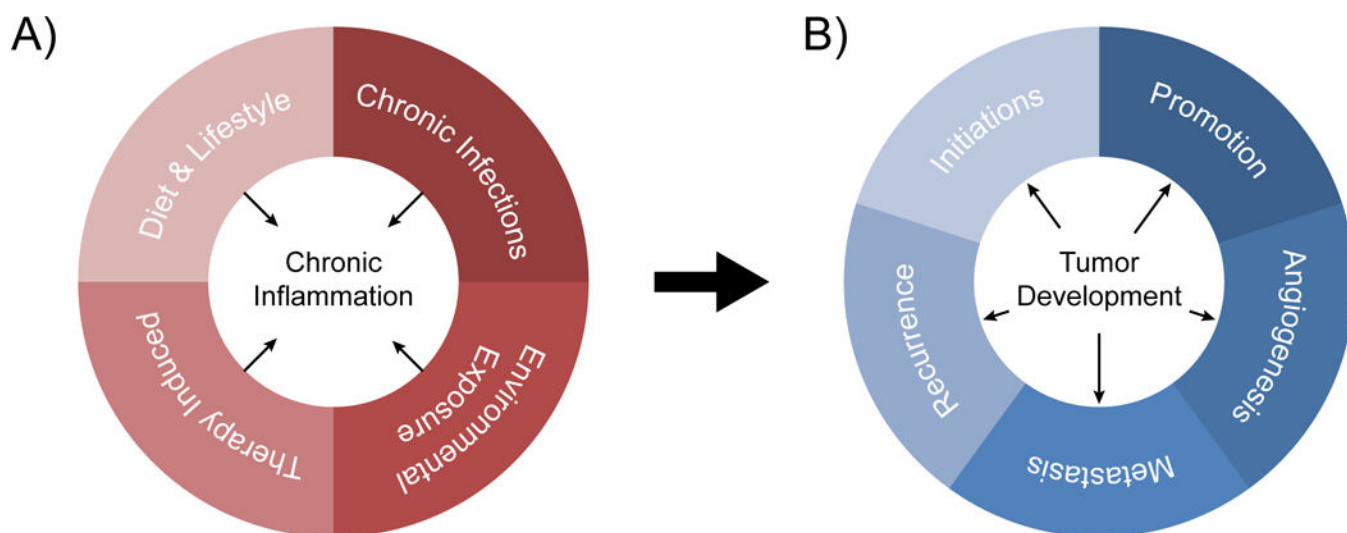 A)
Diet & Lifestyle
Chronic Infections
Environmental
Exposure
Therapy Induced
Chronic
Inflammation
B)
Initiations
Promotion
Angiogenesis
Metastasis
Recurrence
Tumor
Development